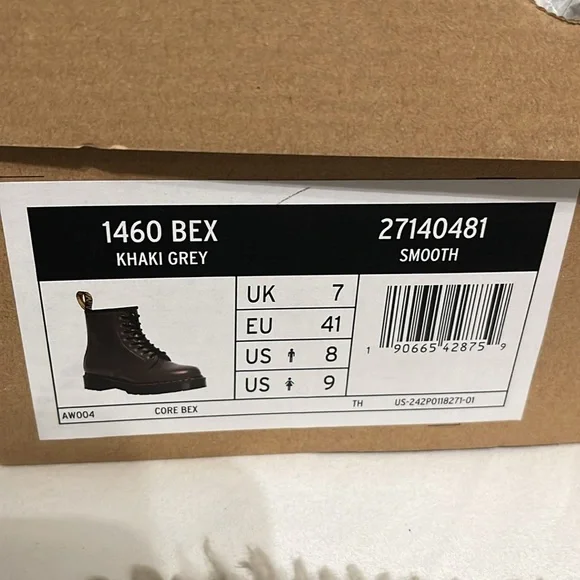 1460 BEX
KHAKI GREY
27140481
SMOOTH
UK 7
EU 41
US 8
US 9
1 90665 42875 9
AW004
CORE BEX
TH
US-242P0118271-01